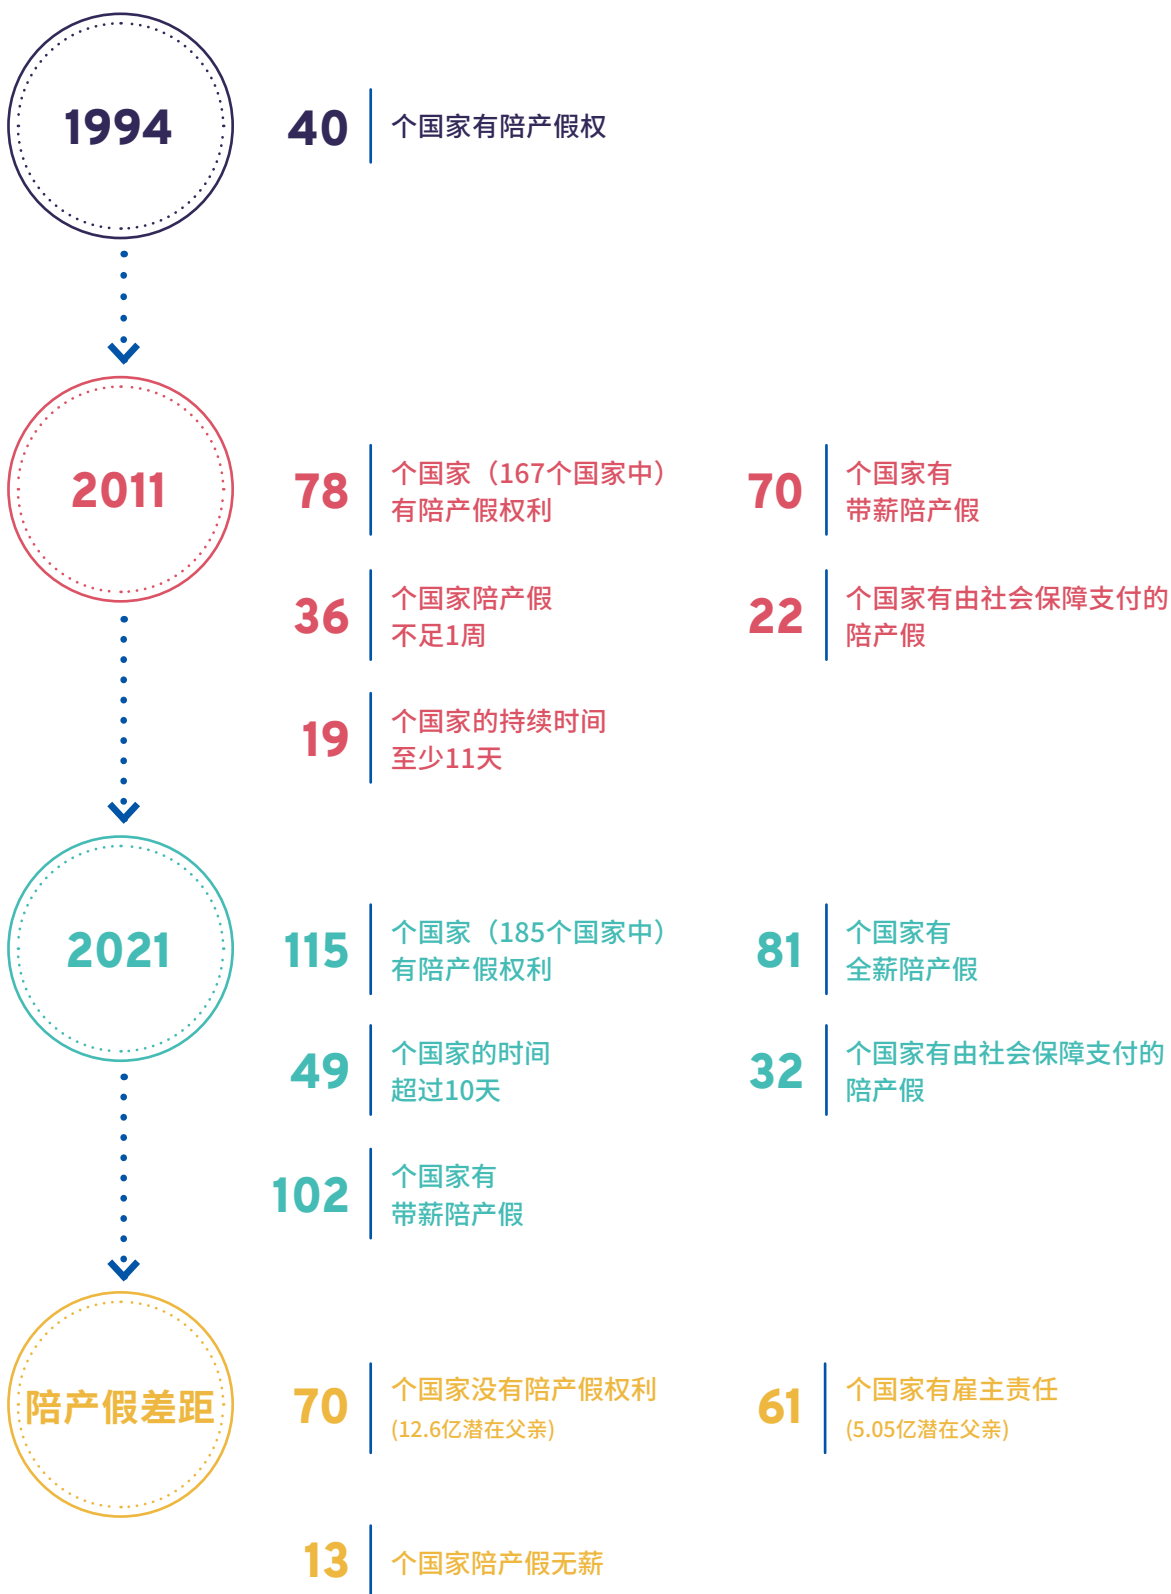 1994
40
个国家有陪产假权
2011
78
个国家（167个国家中）
有陪产假权利
70
个国家有
带薪陪产假
36
个国家陪产假
不足1周
22
个国家有由社会保障支付的
陪产假
19
个国家的持续时间
至少11天
2021
115
个国家（185个国家中）
有陪产假权利
81
个国家有
全薪陪产假
49
个国家的时间
超过10天
32
个国家有由社会保障支付的
陪产假
102
个国家有
带薪陪产假
陪产假差距
70
个国家没有陪产假权利
(12.6亿潜在父亲)
61
个国家有雇主责任
(5.05亿潜在父亲)
13
个国家陪产假无薪